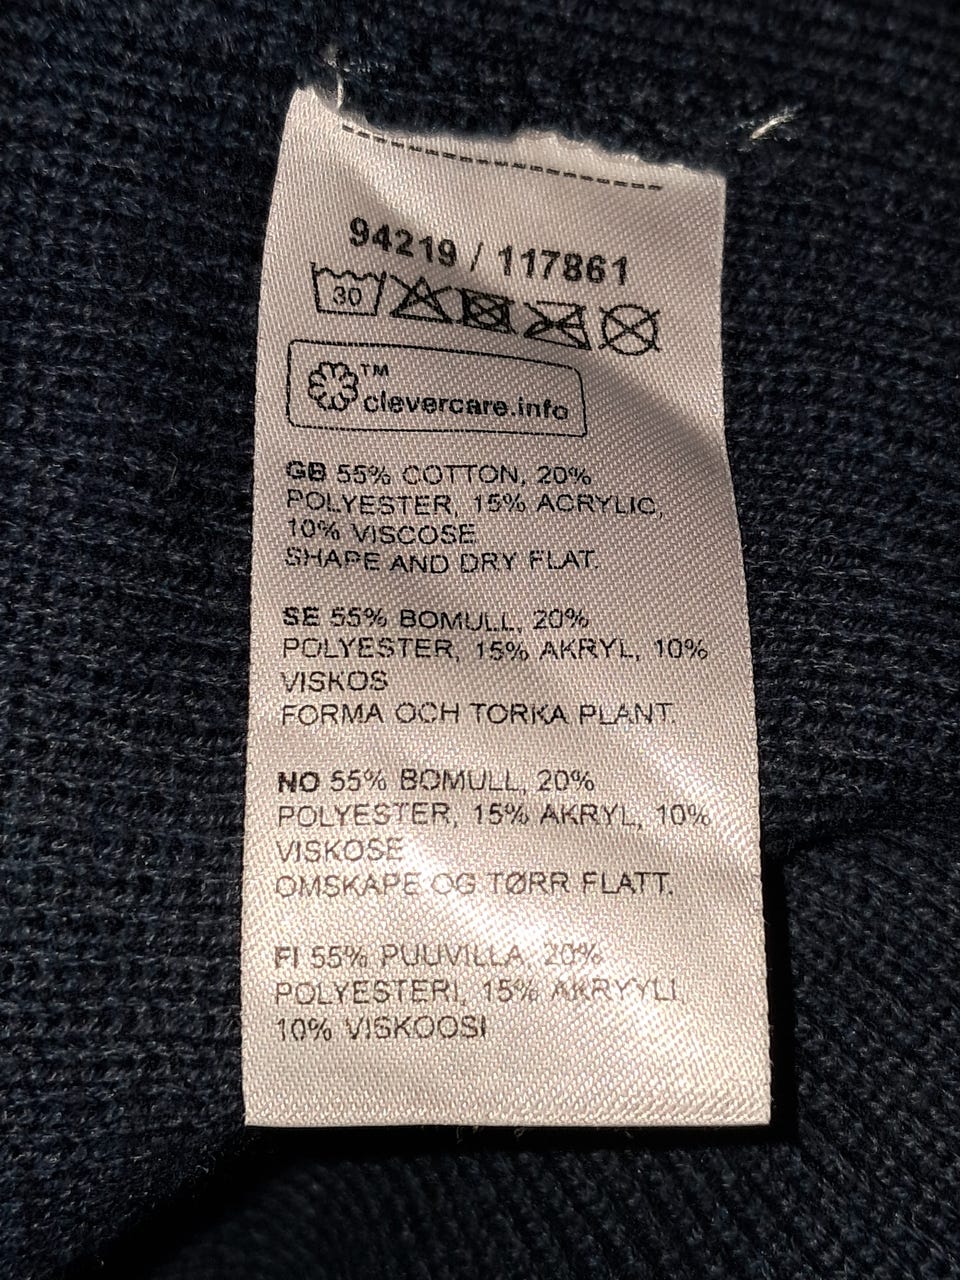 94219 / 117861
30
TM
clevercare.info
GB 55% COTTON, 20%
POLYESTER, 15% ACRYLIC,
10% VISCOSE
SHAPE AND DRY FLAT.
SE 55% BOMULL, 20%
POLYESTER, 15% AKRYL, 10%
VISKOS
FORMA OCH TORKA PLANT.
NO 55% BOMULL, 20%
POLYESTER, 15% AKRYL, 10%
VISKOSE
OMSKAPE OG TØRR FLATT.
FI 55% PUUVILLA, 20%
POLYESTERI, 15% AKRYYLI
10% VISKOOSI